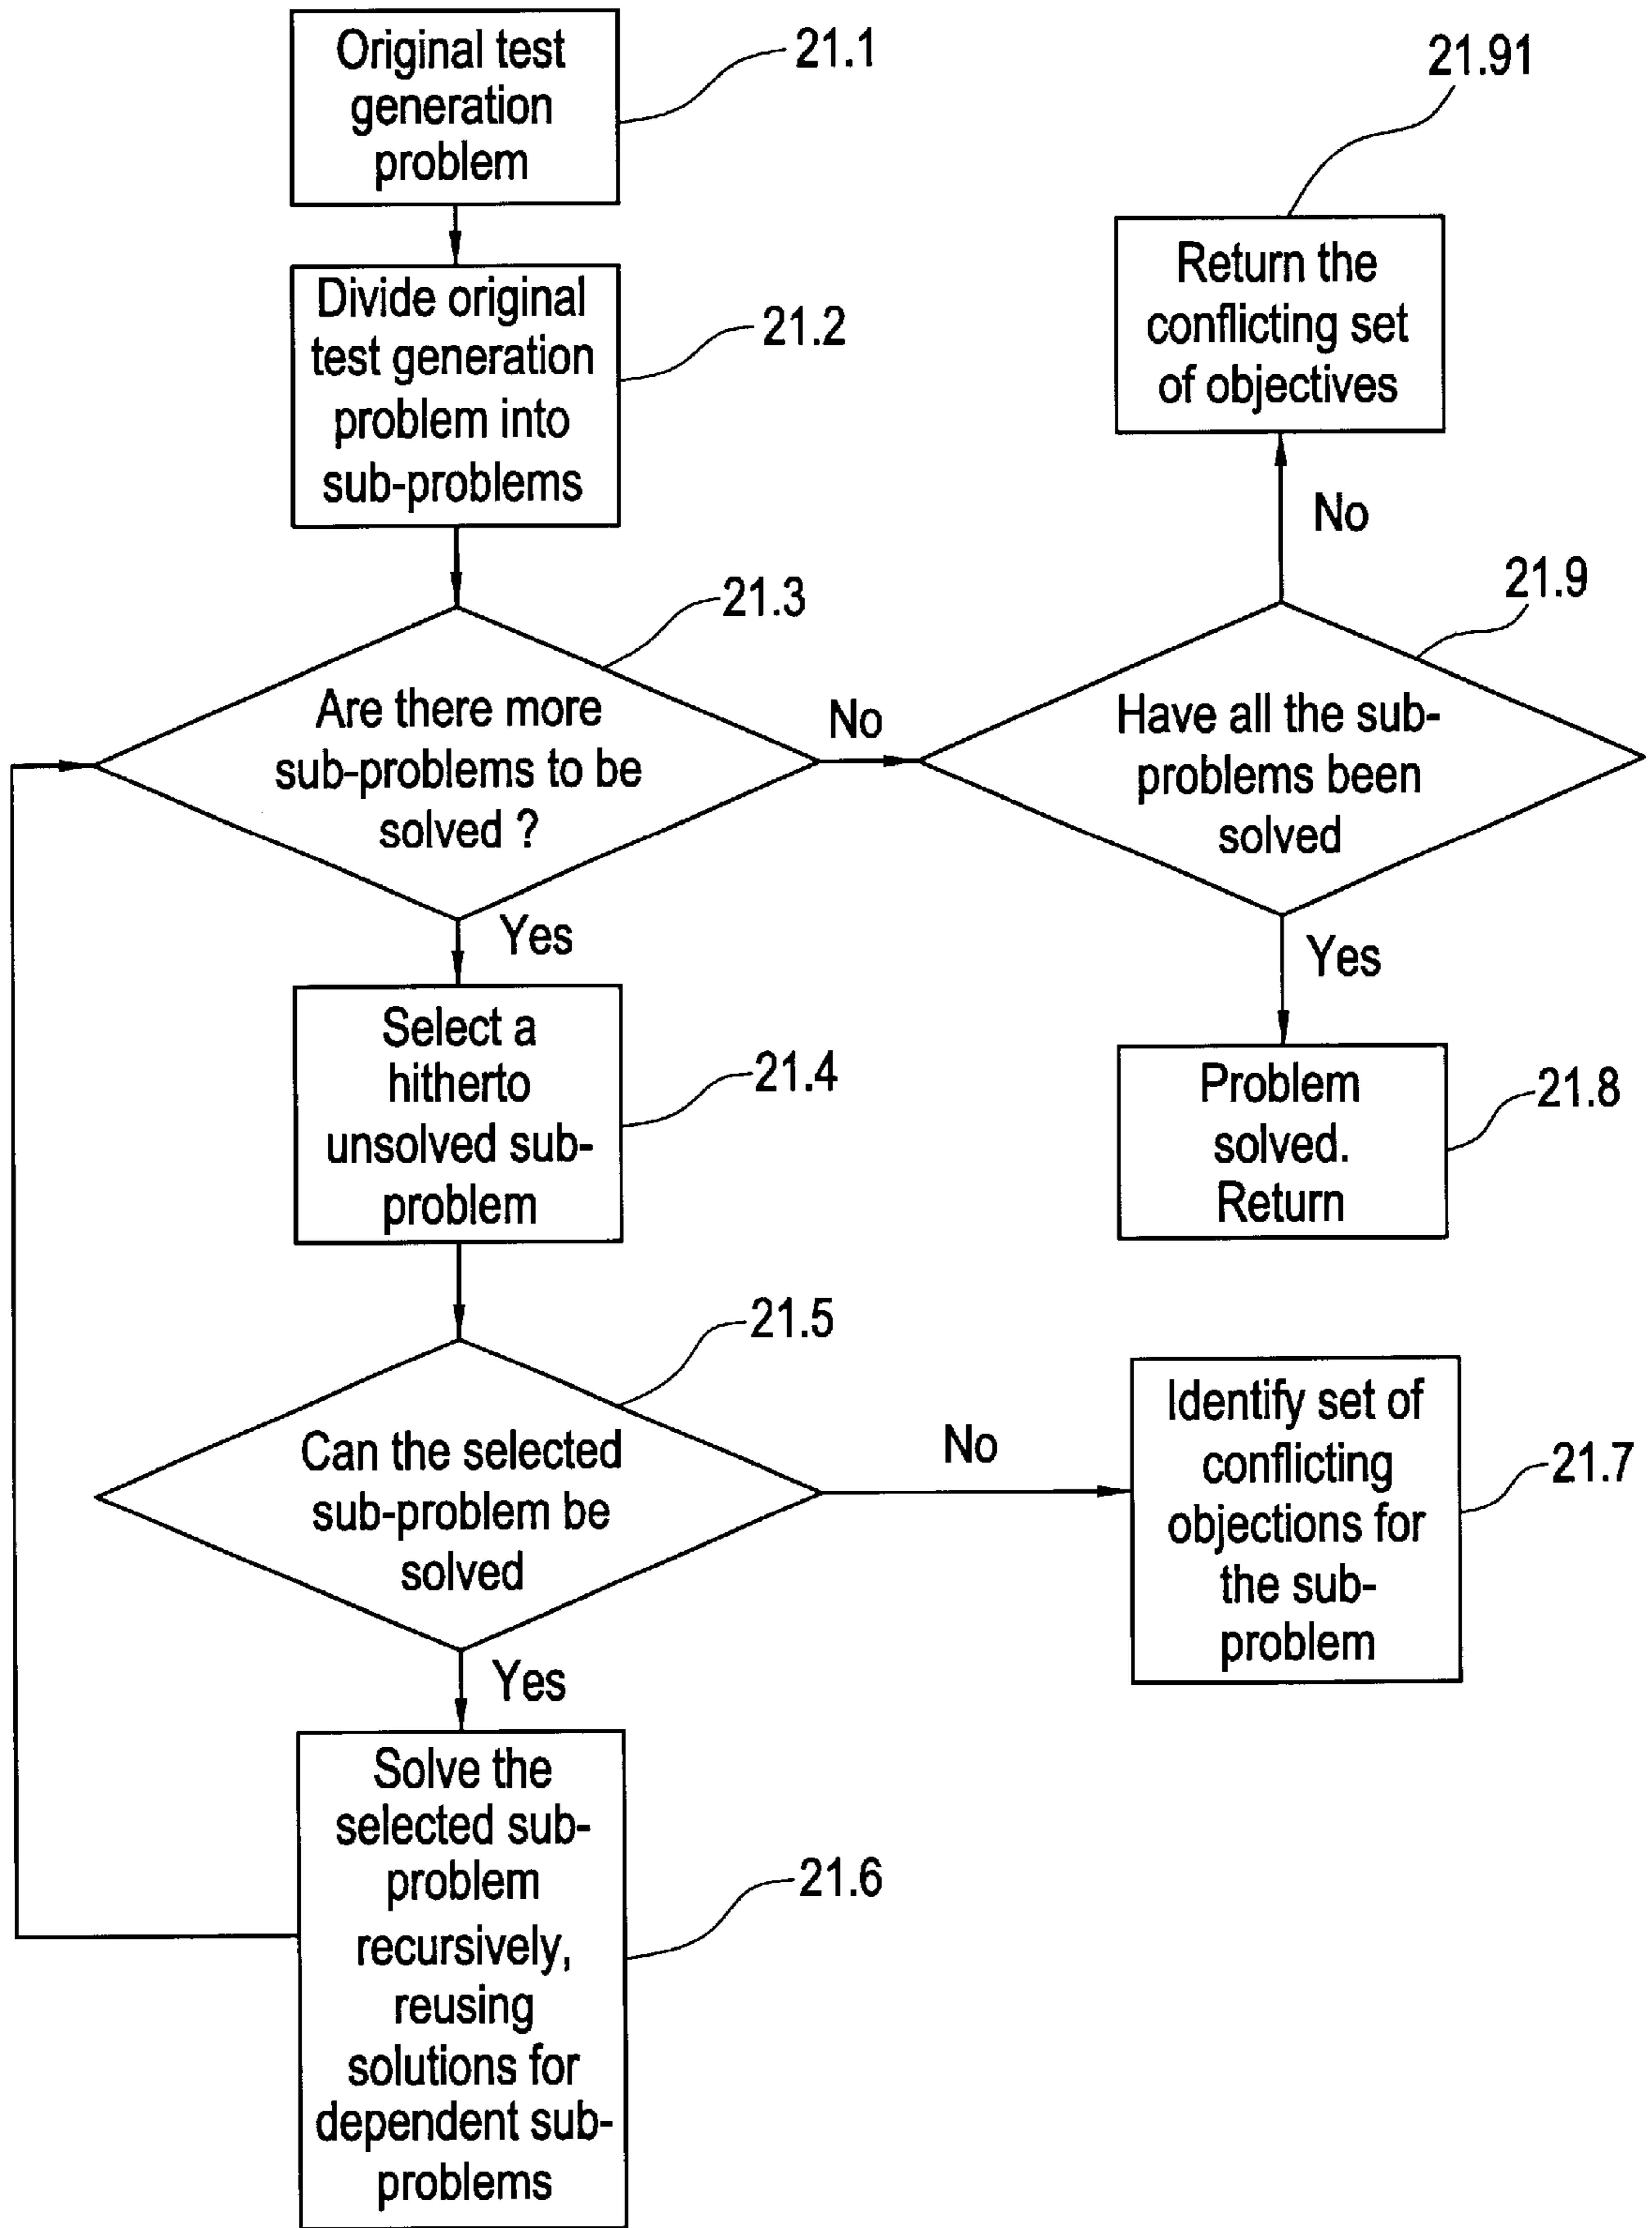 Original test
generation
problem
21.1
Divide original
test generation
problem into
sub-problems
21.2
Are there more
sub-problems to be
solved ?
21.3
No
Yes
Select a
hitherto
unsolved sub-
problem
21.4
Can the selected
sub-problem be
solved
21.5
No
Yes
Solve the
selected sub-
problem
recursively,
reusing
solutions for
dependent sub-
problems
21.6
Identify set of
conflicting
objections for
the sub-
problem
21.7
21.91
Return the
conflicting set
of objectives
No
21.9
Have all the sub-
problems been
solved
Yes
Problem
solved.
Return
21.8